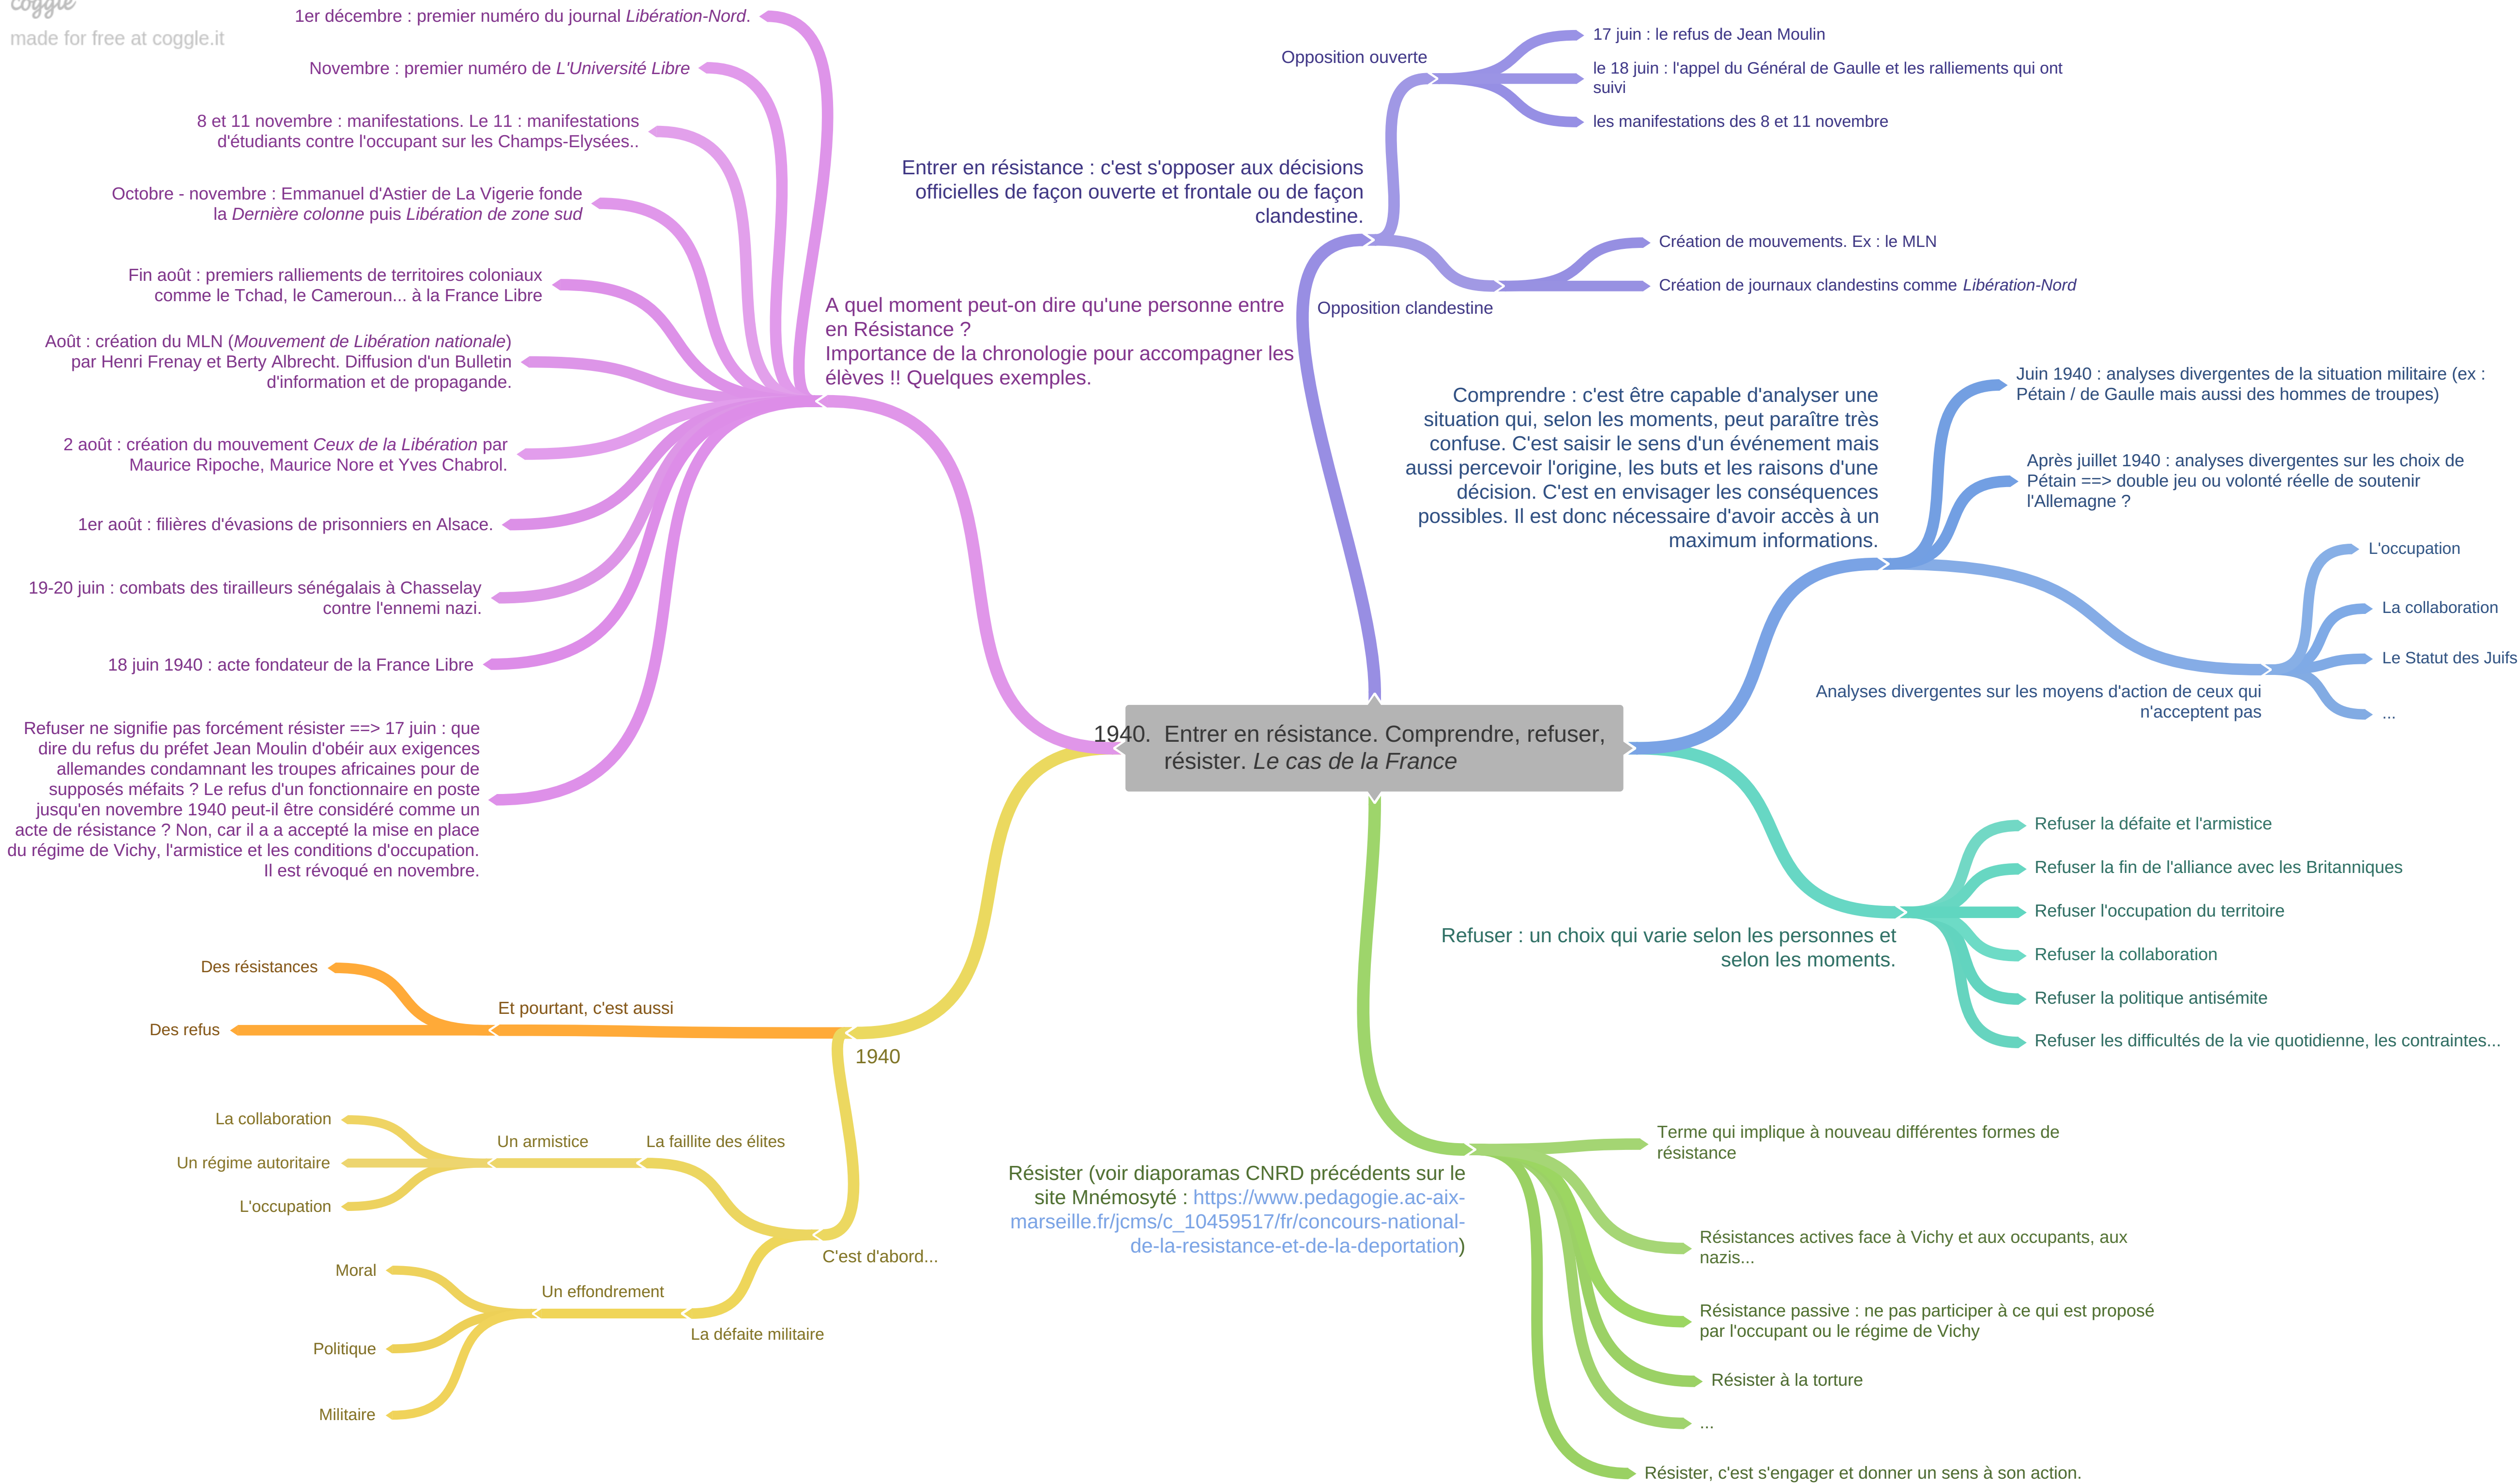 coggle
made for free at coggle.it
1940. Entrer en résistance. Comprendre, refuser,
résister. Le cas de la France
Entrer en résistance : c'est s'opposer aux décisions
officielles de façon ouverte et frontale ou de façon
clandestine.
Opposition ouverte
17 juin : le refus de Jean Moulin
le 18 juin : l'appel du Général de Gaulle et les ralliements qui ont
suivi
les manifestations des 8 et 11 novembre
Opposition clandestine
Création de mouvements. Ex : le MLN
Création de journaux clandestins comme Libération-Nord
Comprendre : c'est être capable d'analyser une
situation qui, selon les moments, peut paraître très
confuse. C'est saisir le sens d'un événement mais
aussi percevoir l'origine, les buts et les raisons d'une
décision. C'est en envisager les conséquences
possibles. Il est donc nécessaire d'avoir accès à un
maximum informations.
Juin 1940 : analyses divergentes de la situation militaire (ex :
Pétain / de Gaulle mais aussi des hommes de troupes)
Après juillet 1940 : analyses divergentes sur les choix de
Pétain ==> double jeu ou volonté réelle de soutenir
l'Allemagne ?
Analyses divergentes sur les moyens d'action de ceux qui
n'acceptent pas
L'occupation
La collaboration
Le Statut des Juifs
...
Refuser : un choix qui varie selon les personnes et
selon les moments.
Refuser la défaite et l'armistice
Refuser la fin de l'alliance avec les Britanniques
Refuser l'occupation du territoire
Refuser la collaboration
Refuser la politique antisémite
Refuser les difficultés de la vie quotidienne, les contraintes...
Résister (voir diaporamas CNRD précédents sur le
site Mnémosyté : https://www.pedagogie.ac-aix-
marseille.fr/jcms/c_10459517/fr/concours-national-
de-la-resistance-et-de-la-deportation)
Terme qui implique à nouveau différentes formes de
résistance
Résistances actives face à Vichy et aux occupants, aux
nazis...
Résistance passive : ne pas participer à ce qui est proposé
par l'occupant ou le régime de Vichy
Résister à la torture
...
Résister, c'est s'engager et donner un sens à son action.
A quel moment peut-on dire qu'une personne entre
en Résistance ?
Importance de la chronologie pour accompagner les
élèves !! Quelques exemples.
1er décembre : premier numéro du journal Libération-Nord.
Novembre : premier numéro de L'Université Libre
8 et 11 novembre : manifestations. Le 11 : manifestations
d'étudiants contre l'occupant sur les Champs-Elysées..
Octobre - novembre : Emmanuel d'Astier de La Vigerie fonde
la Dernière colonne puis Libération de zone sud
Fin août : premiers ralliements de territoires coloniaux
comme le Tchad, le Cameroun... à la France Libre
Août : création du MLN (Mouvement de Libération nationale)
par Henri Frenay et Berty Albrecht. Diffusion d'un Bulletin
d'information et de propagande.
2 août : création du mouvement Ceux de la Libération par
Maurice Ripoche, Maurice Nore et Yves Chabrol.
1er août : filières d'évasions de prisonniers en Alsace.
19-20 juin : combats des tirailleurs sénégalais à Chasselay
contre l'ennemi nazi.
18 juin 1940 : acte fondateur de la France Libre
Refuser ne signifie pas forcément résister ==> 17 juin : que
dire du refus du préfet Jean Moulin d'obéir aux exigences
allemandes condamnant les troupes africaines pour de
supposés méfaits ? Le refus d'un fonctionnaire en poste
jusqu'en novembre 1940 peut-il être considéré comme un
acte de résistance ? Non, car il a a accepté la mise en place
du régime de Vichy, l'armistice et les conditions d'occupation.
Il est révoqué en novembre.
1940
Et pourtant, c'est aussi
Des résistances
Des refus
C'est d'abord...
La faillite des élites
Un armistice
La collaboration
Un régime autoritaire
L'occupation
La défaite militaire
Un effondrement
Moral
Politique
Militaire